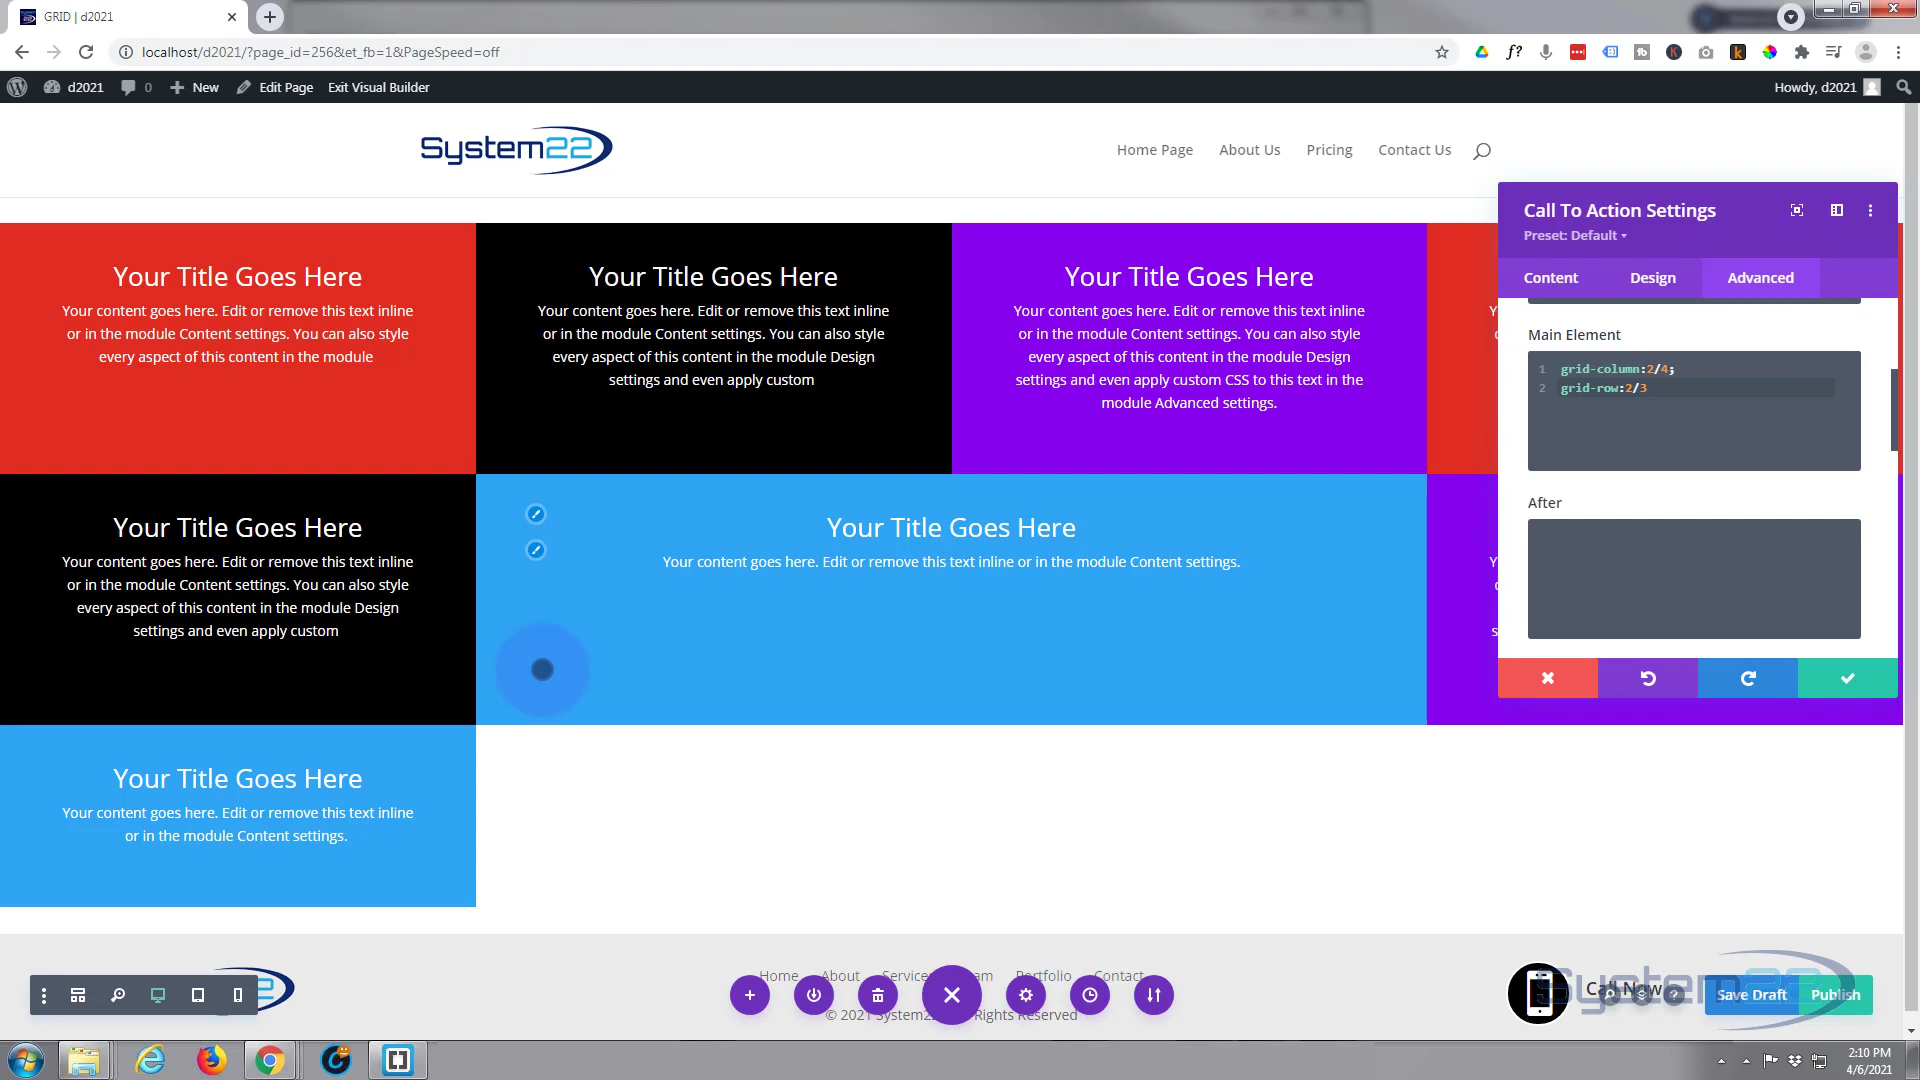 GRID | d2021
localhost/d2021/?page_id=256&et_fb=1&PageSpeed=off
d2021 0 New Edit Page Exit Visual Builder Howdy, d2021
System22
Home Page About Us Pricing Contact Us
Your Title Goes Here
Your content goes here. Edit or remove this text inline
or in the module Content settings. You can also style
every aspect of this content in the module
Your Title Goes Here
Your content goes here. Edit or remove this text inline
or in the module Content settings. You can also style
every aspect of this content in the module Design
settings and even apply custom
Your Title Goes Here
Your content goes here. Edit or remove this text inline
or in the module Content settings. You can also style
every aspect of this content in the module Design
settings and even apply custom CSS to this text in the
module Advanced settings.
Call To Action Settings
Preset: Default
Content Design Advanced
Main Element
1 grid-column:2/4;
2 grid-row:2/3
After
Your Title Goes Here
Your content goes here. Edit or remove this text inline
or in the module Content settings. You can also style
every aspect of this content in the module Design
settings and even apply custom
Your Title Goes Here
Your content goes here. Edit or remove this text inline or in the module Content settings.
Your Title Goes Here
Your content goes here. Edit or remove this text inline
or in the module Content settings.
Home About Services Portfolio Contact
© 2021 Rights Reserved
Call Now
System22
Save Draft Publish
2:10 PM
4/6/2021